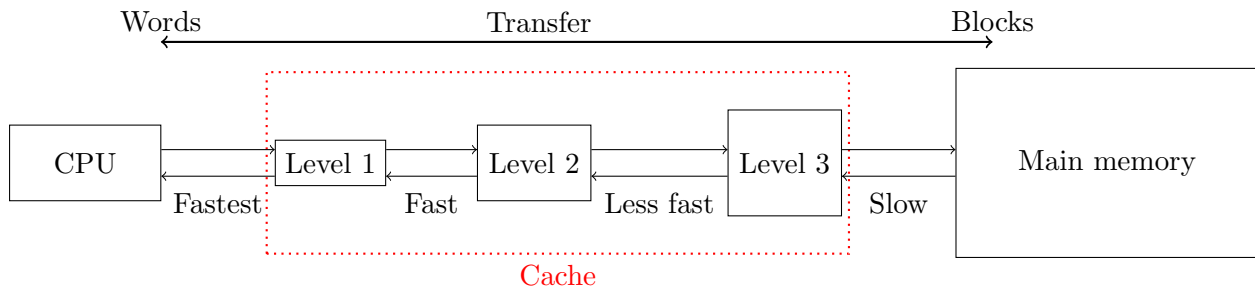 Words Transfer Blocks
CPU Level 1 Level 2 Level 3 Main memory
Fastest Fast Less fast Slow
Cache